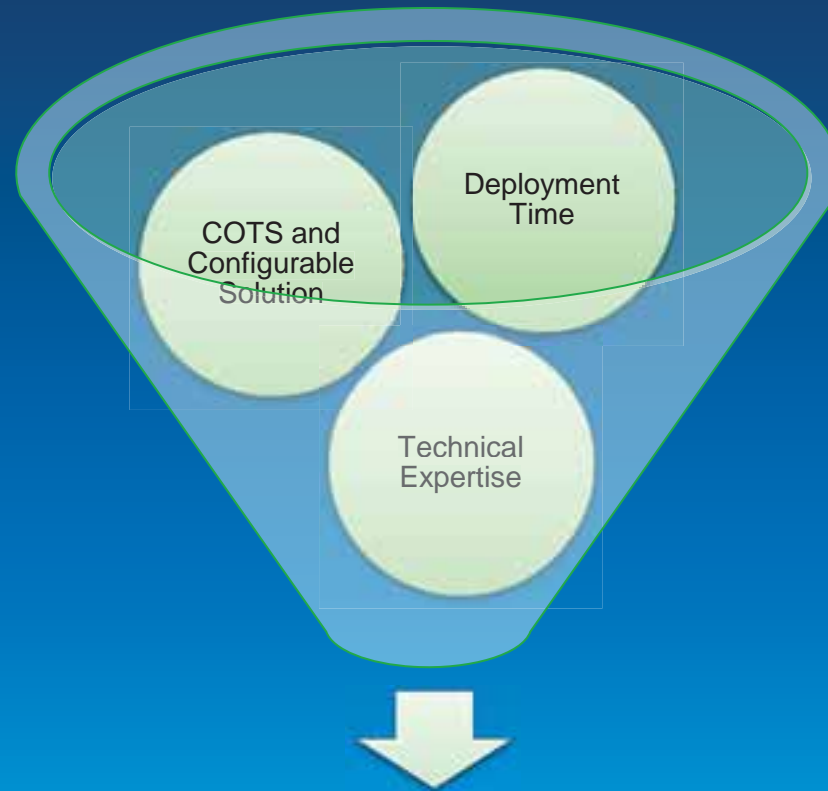 Deployment
Time
COTS and
Configurable
Solution
Technical
Expertise